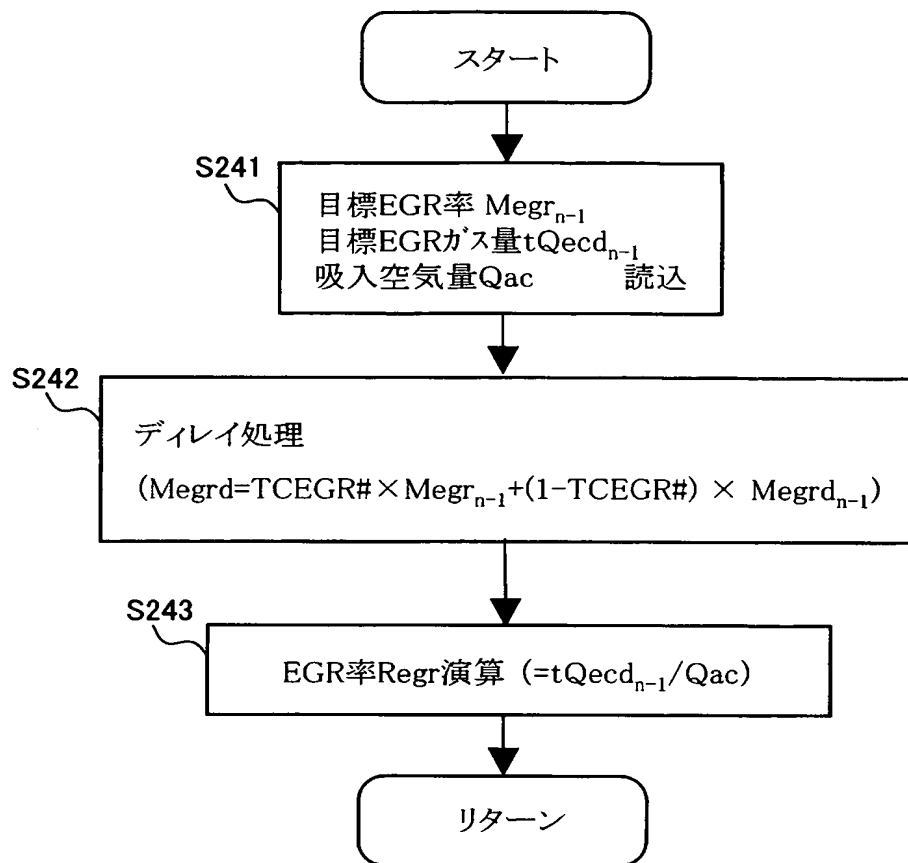 スタート
S241
目標EGR率 Megrn-1
目標EGRガス量tQecdn-1
吸入空気量Qac 読込
S242
ディレイ処理
(Megrd=TCEGR#×Megrn-1+(1-TCEGR#) × Megrdn-1)
S243
EGR率Regr演算 (=tQecdn-1/Qac)
リターン